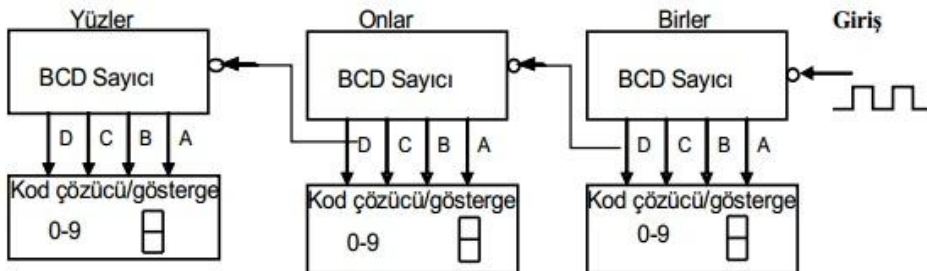 Yüzler Onlar Birler Giriş
BCD Sayıcı BCD Sayıcı BCD Sayıcı
D C B A D C B A D C B A
Kod çözücü/gösterge Kod çözücü/gösterge Kod çözücü/gösterge
0-9 0-9 0-9